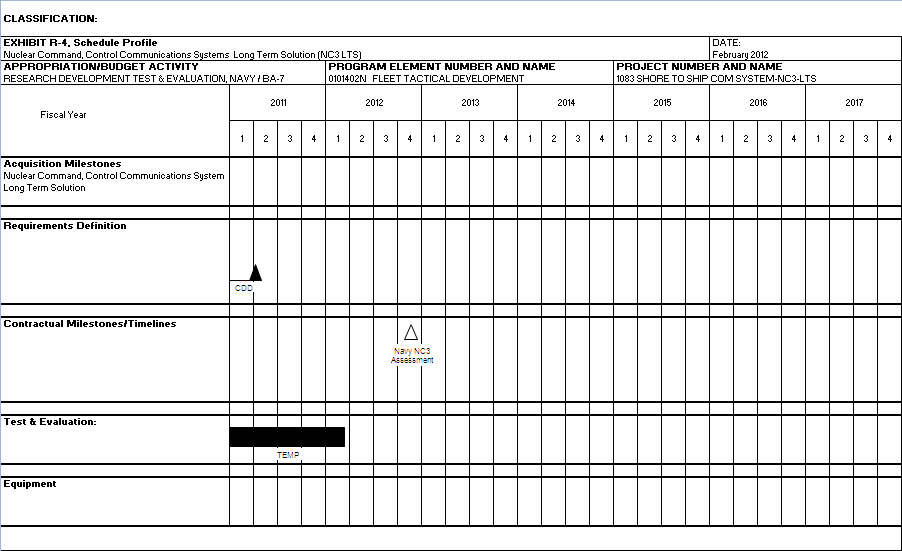 CLASSIFICATION:
EXHIBIT R-4, Schedule Profile
DATE:
Nuclear Command, Control Communications Systems Long Term Solution (NC3 LTS)
February 2012
APPROPRIATION/BUDGET ACTIVITY
PROGRAM ELEMENT NUMBER AND NAME
PROJECT NUMBER AND NAME
RESEARCH DEVELOPMENT TEST & EVALUATION, NAVY / BA-7
0101402N FLEET TACTICAL DEVELOPMENT
1083 SHORE TO SHIP COM SYSTEM-NC3-LTS
Fiscal Year
2011 2012 2013 2014 2015 2016 2017
1 2 3 4 1 2 3 4 1 2 3 4 1 2 3 4 1 2 3 4 1 2 3 4 1 2 3 4
Acquisition Milestones
Nuclear Command, Control Communications System
Long Term Solution
Requirements Definition
CDD
Contractual Milestones/Timelines
Navy NC3
Assessment
Test & Evaluation:
TEMP
Equipment